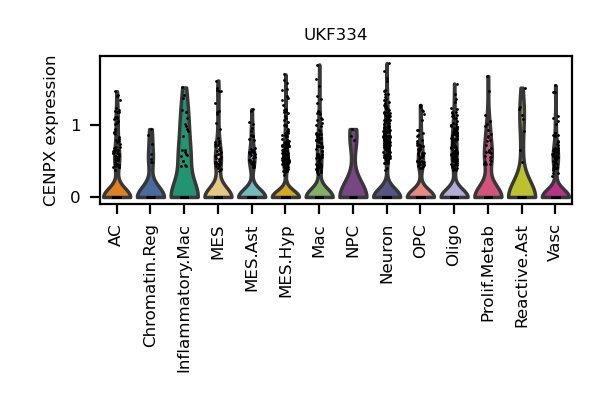 UKF334
CENPX expression
1
0
AC
Chromatin.Reg
Inflammatory.Mac
MES
MES.Ast
MES.Hyp
Mac
NPC
Neuron
OPC
Oligo
Prolif.Metab
Reactive.Ast
Vasc